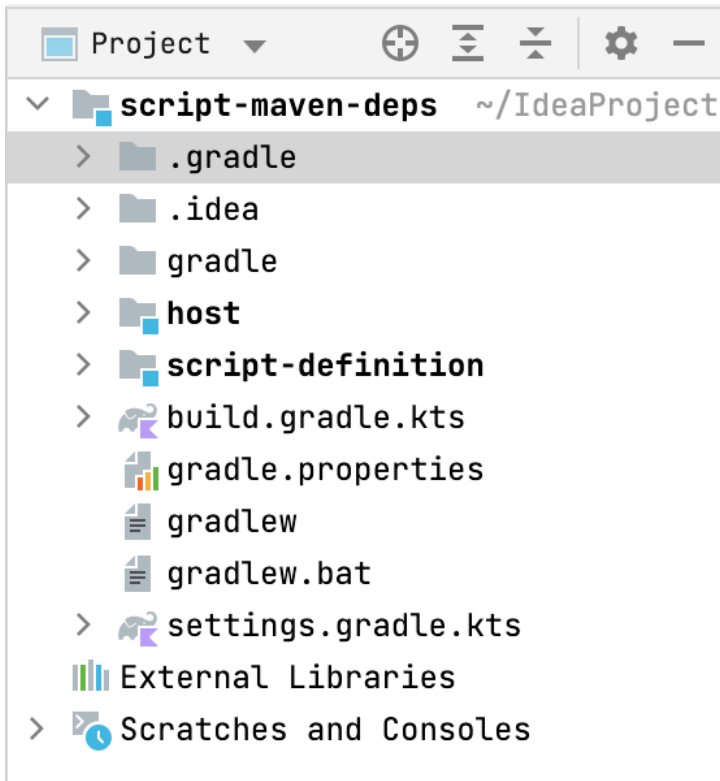 Project
script-maven-deps ~/IdeaProject
.gradle
.idea
gradle
host
script-definition
build.gradle.kts
gradle.properties
gradlew
gradlew.bat
settings.gradle.kts
External Libraries
Scratches and Consoles